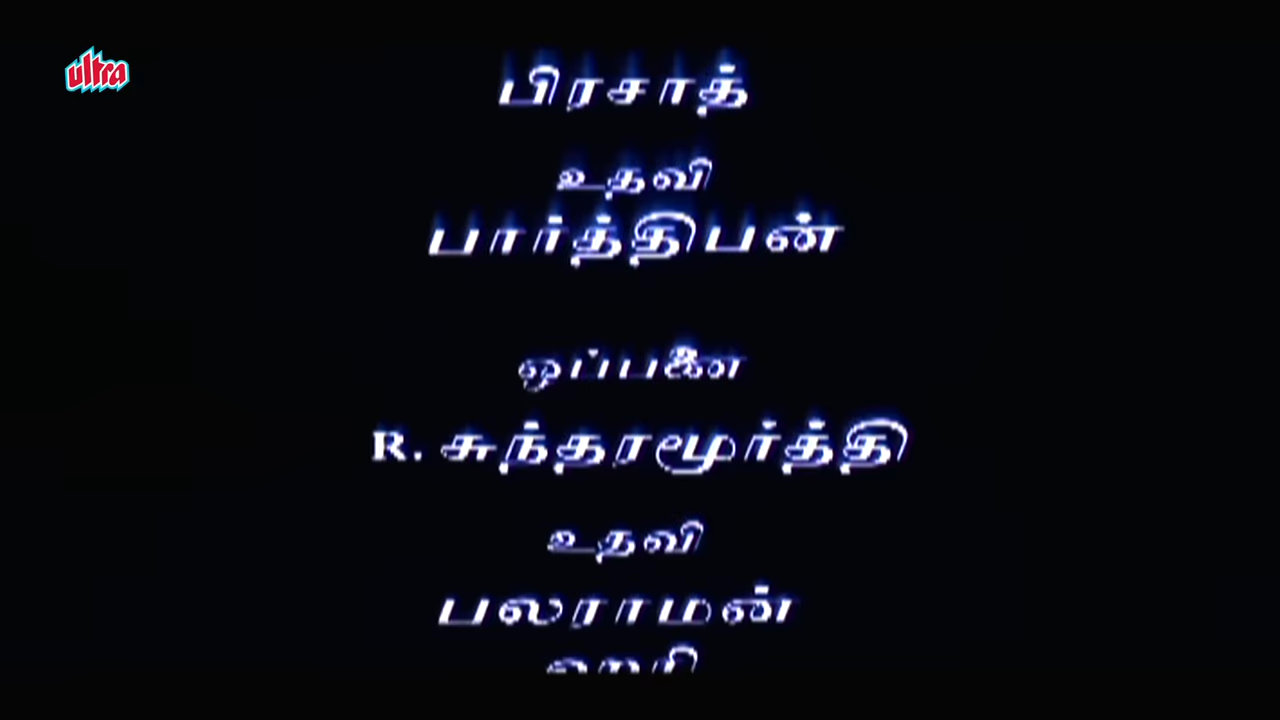 ultra
பிரசாத்
உதவி
பார்த்திபன்
ஒப்பனை
R. சுந்தரமூர்த்தி
உதவி
பலராமன்